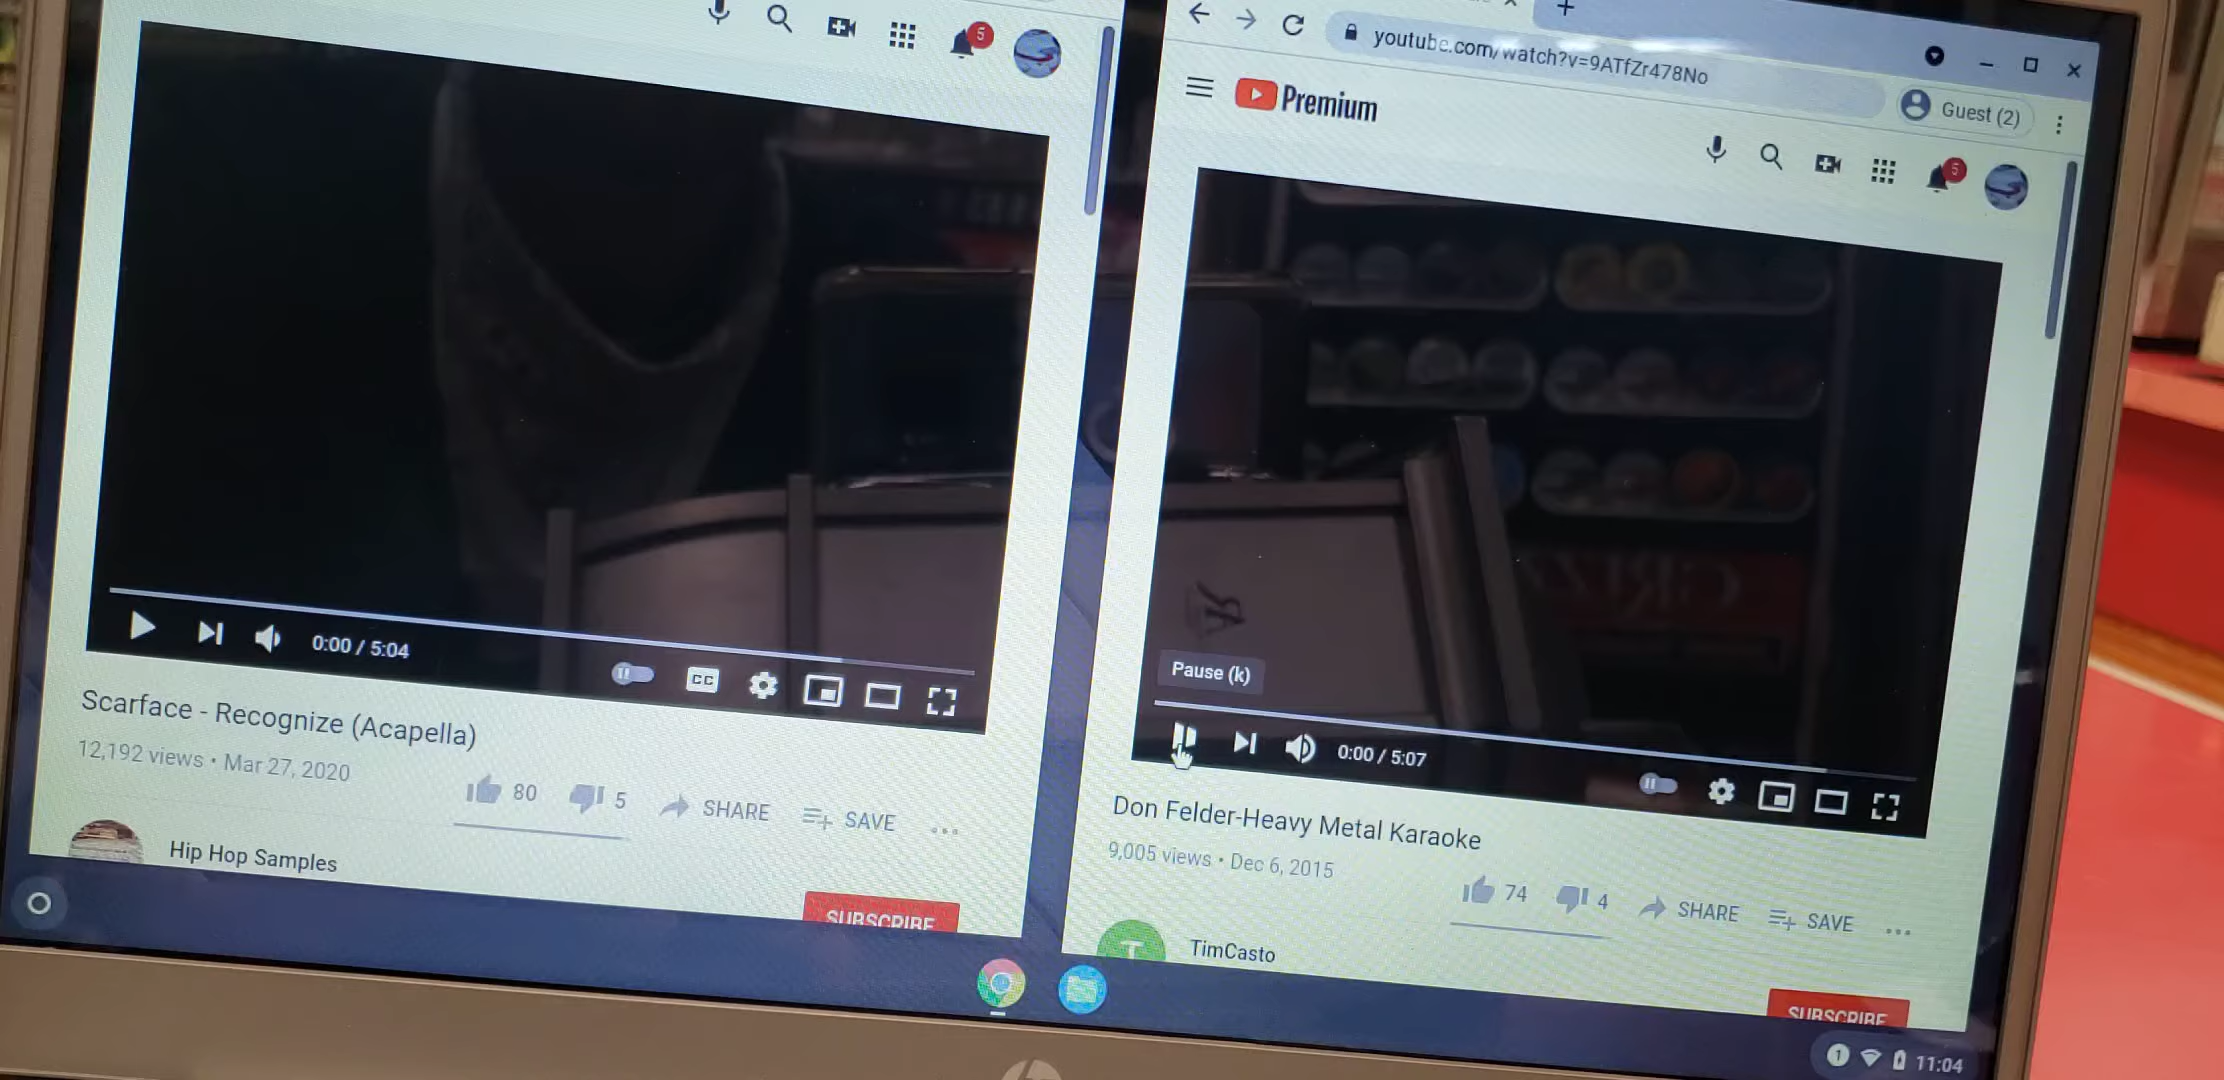 5
0:00 / 5:04
CC
Scarface - Recognize (Acapella)
12,192 views • Mar 27, 2020
80
5
SHARE
SAVE
Hip Hop Samples
SUBSCRIBE
youtube.com/watch?v=9ATfZr478No
Guest (2)
Premium
5
Pause (k)
0:00 / 5:07
Don Felder-Heavy Metal Karaoke
9,005 views • Dec 6, 2015
74
4
SHARE
SAVE
T
TimCasto
SUBSCRIBE
1
11:04